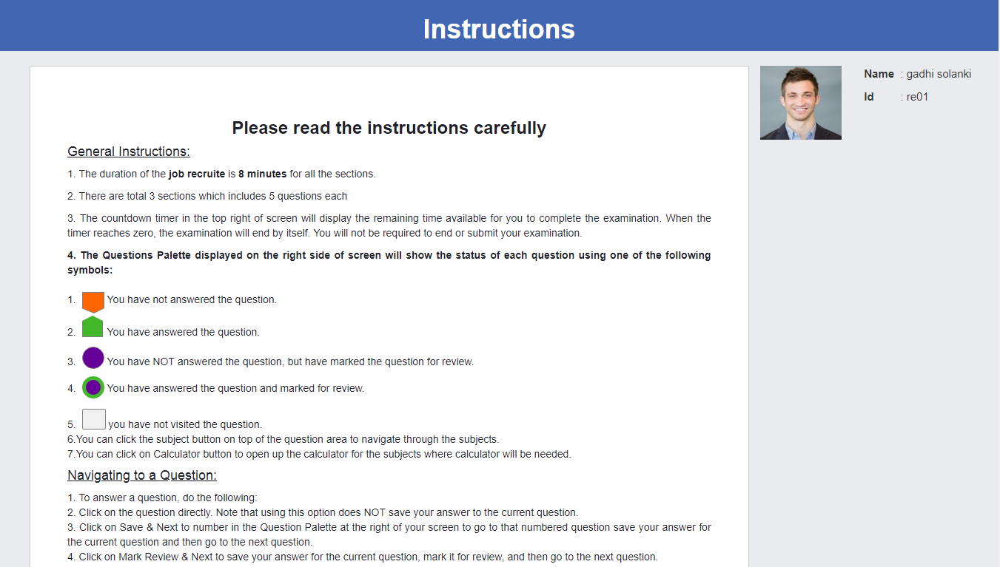 Instructions
Name : gadhi solanki
Id : re01
Please read the instructions carefully
General Instructions:
1. The duration of the job recruite is 8 minutes for all the sections.
2. There are total 3 sections which includes 5 questions each
3. The countdown timer in the top right of screen will display the remaining time available for you to complete the examination. When the
timer reaches zero, the examination will end by itself. You will not be required to end or submit your examination.
4. The Questions Palette displayed on the right side of screen will show the status of each question using one of the following
symbols:
1. You have not answered the question.
2. You have answered the question.
3. You have NOT answered the question, but have marked the question for review.
4. You have answered the question and marked for review.
5. you have not visited the question.
6.You can click the subject button on top of the question area to navigate through the subjects.
7.You can click on Calculator button to open up the calculator for the subjects where calculator will be needed.
Navigating to a Question:
1. To answer a question, do the following:
2. Click on the question directly. Note that using this option does NOT save your answer to the current question.
3. Click on Save & Next to number in the Question Palette at the right of your screen to go to that numbered question save your answer for
the current question and then go to the next question.
4. Click on Mark Review & Next to save your answer for the current question, mark it for review, and then go to the next question.